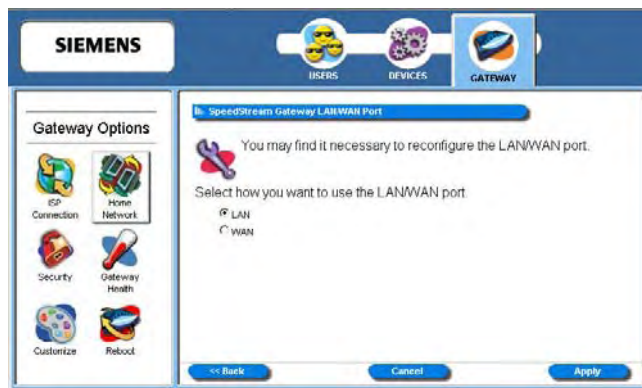 SIEMENS
USERS
DEVICES
GATEWAY
Gateway Options
ISP Connection
Home Network
Security
Gateway Health
Customize
Reboot
SpeedStream Gateway LAN/WAN Port
You may find it necessary to reconfigure the LAN/WAN port.
Select how you want to use the LAN/WAN port
LAN
WAN
<< Back
Cancel
Apply